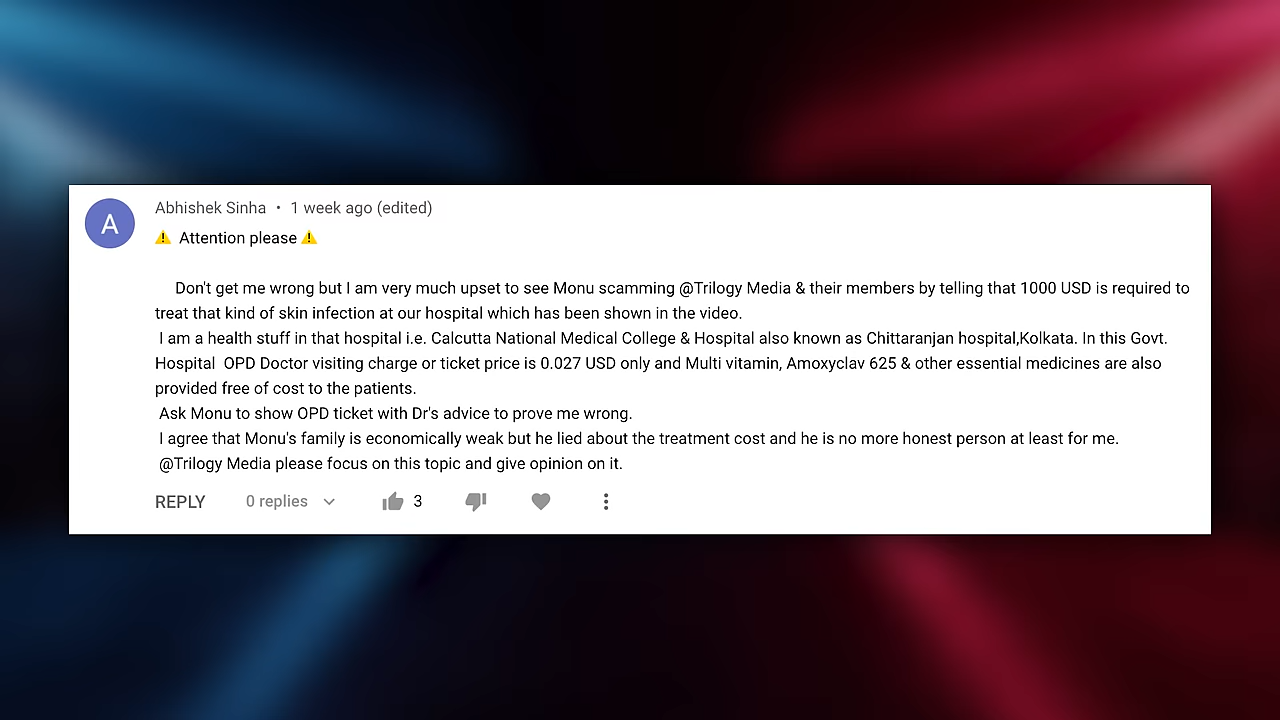 A
Abhishek Sinha • 1 week ago (edited)
⚠ Attention please ⚠
Don't get me wrong but I am very much upset to see Monu scamming @Trilogy Media & their members by telling that 1000 USD is required to
treat that kind of skin infection at our hospital which has been shown in the video.
I am a health stuff in that hospital i.e. Calcutta National Medical College & Hospital also known as Chittaranjan hospital,Kolkata. In this Govt.
Hospital OPD Doctor visiting charge or ticket price is 0.027 USD only and Multi vitamin, Amoxyclav 625 & other essential medicines are also
provided free of cost to the patients.
Ask Monu to show OPD ticket with Dr's advice to prove me wrong.
I agree that Monu's family is economically weak but he lied about the treatment cost and he is no more honest person at least for me.
@Trilogy Media please focus on this topic and give opinion on it.
REPLY 0 replies 3